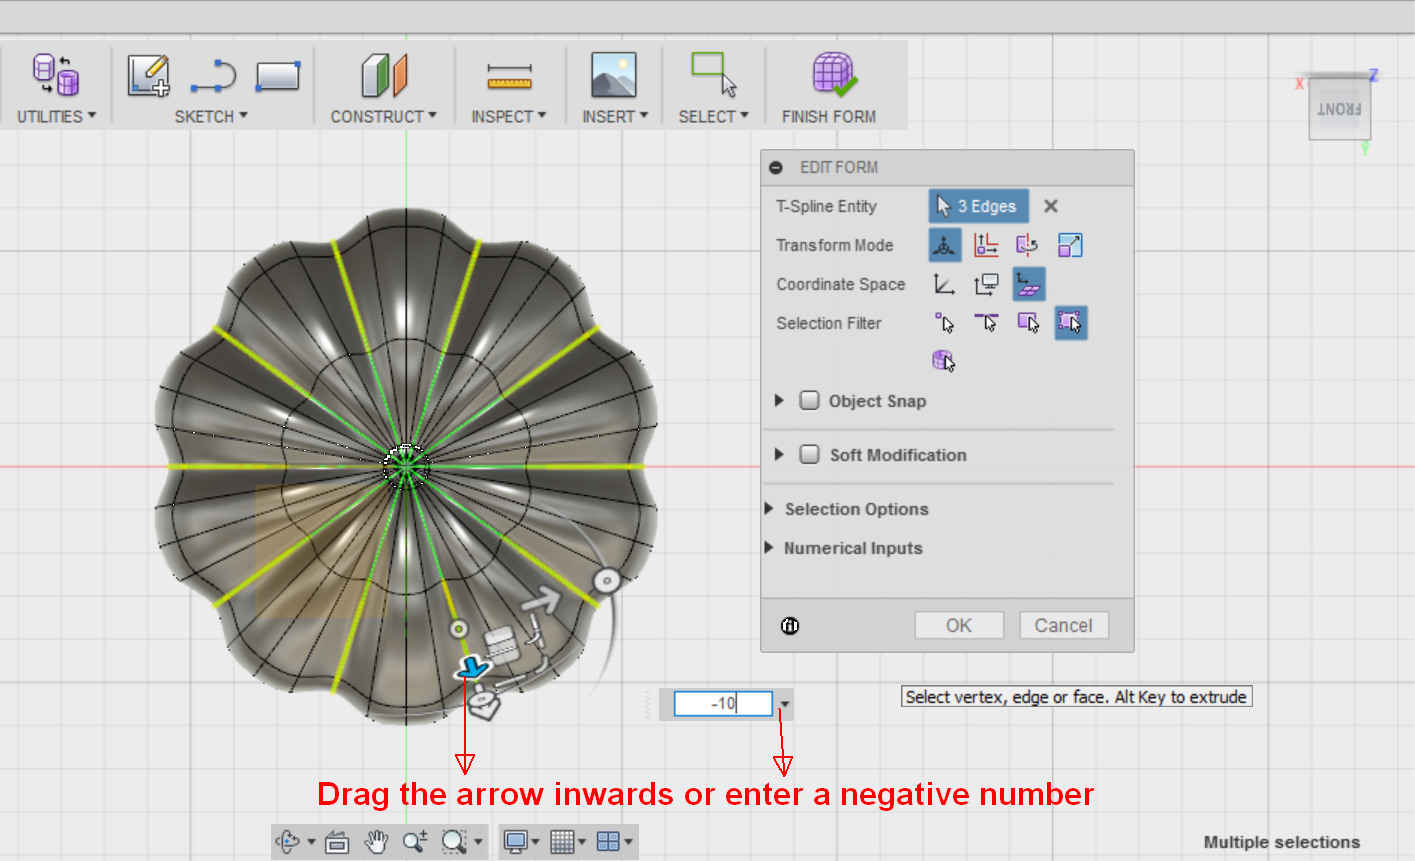 UTILITIES
SKETCH
CONSTRUCT
INSPECT
INSERT
SELECT
FINISH FORM
X
Z
FRONT
Y
EDIT FORM
T-Spline Entity
3 Edges
Transform Mode
Coordinate Space
Selection Filter
Object Snap
Soft Modification
Selection Options
Numerical Inputs
OK
Cancel
-10
Select vertex, edge or face. Alt Key to extrude
Drag the arrow inwards or enter a negative number
Multiple selections